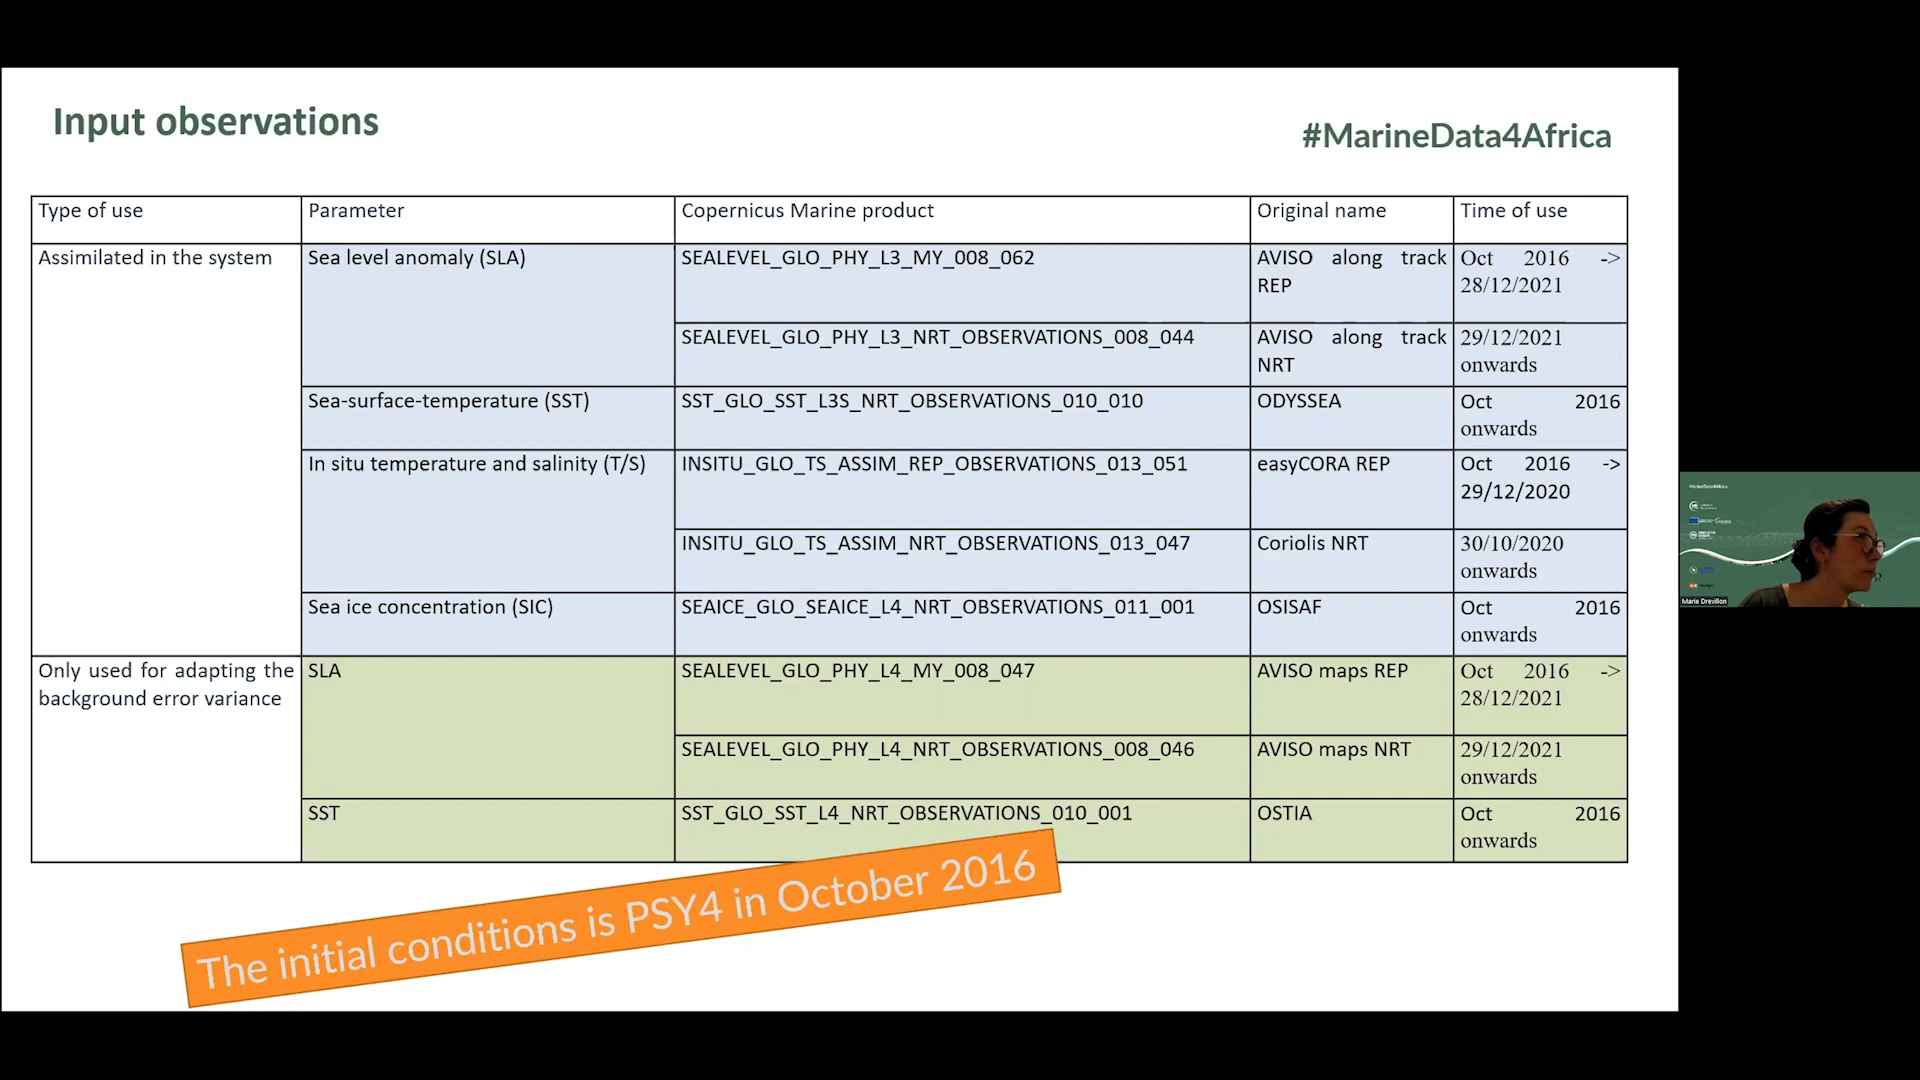 Input observations
#MarineData4Africa
Type of use
Parameter
Copernicus Marine product
Original name
Time of use
Assimilated in the system
Sea level anomaly (SLA)
SEALEVEL_GLO_PHY_L3_MY_008_062
AVISO along track
REP
Oct 2016 ->
28/12/2021
SEALEVEL_GLO_PHY_L3_NRT_OBSERVATIONS_008_044
AVISO along track
NRT
29/12/2021
onwards
Sea-surface-temperature (SST)
SST_GLO_SST_L3S_NRT_OBSERVATIONS_010_010
ODYSSEA
Oct 2016
onwards
In situ temperature and salinity (T/S)
INSITU_GLO_TS_ASSIM_REP_OBSERVATIONS_013_051
easyCORA REP
Oct 2016 ->
29/12/2020
INSITU_GLO_TS_ASSIM_NRT_OBSERVATIONS_013_047
Coriolis NRT
30/10/2020
onwards
Sea ice concentration (SIC)
SEAICE_GLO_SEAICE_L4_NRT_OBSERVATIONS_011_001
OSISAF
Oct 2016
onwards
Only used for adapting the
background error variance
SLA
SEALEVEL_GLO_PHY_L4_MY_008_047
AVISO maps REP
Oct 2016 ->
28/12/2021
SEALEVEL_GLO_PHY_L4_NRT_OBSERVATIONS_008_046
AVISO maps NRT
29/12/2021
onwards
SST
SST_GLO_SST_L4_NRT_OBSERVATIONS_010_001
OSTIA
Oct 2016
onwards
The initial conditions is PSY4 in October 2016
MarineData4Africa
Marie Drevillon